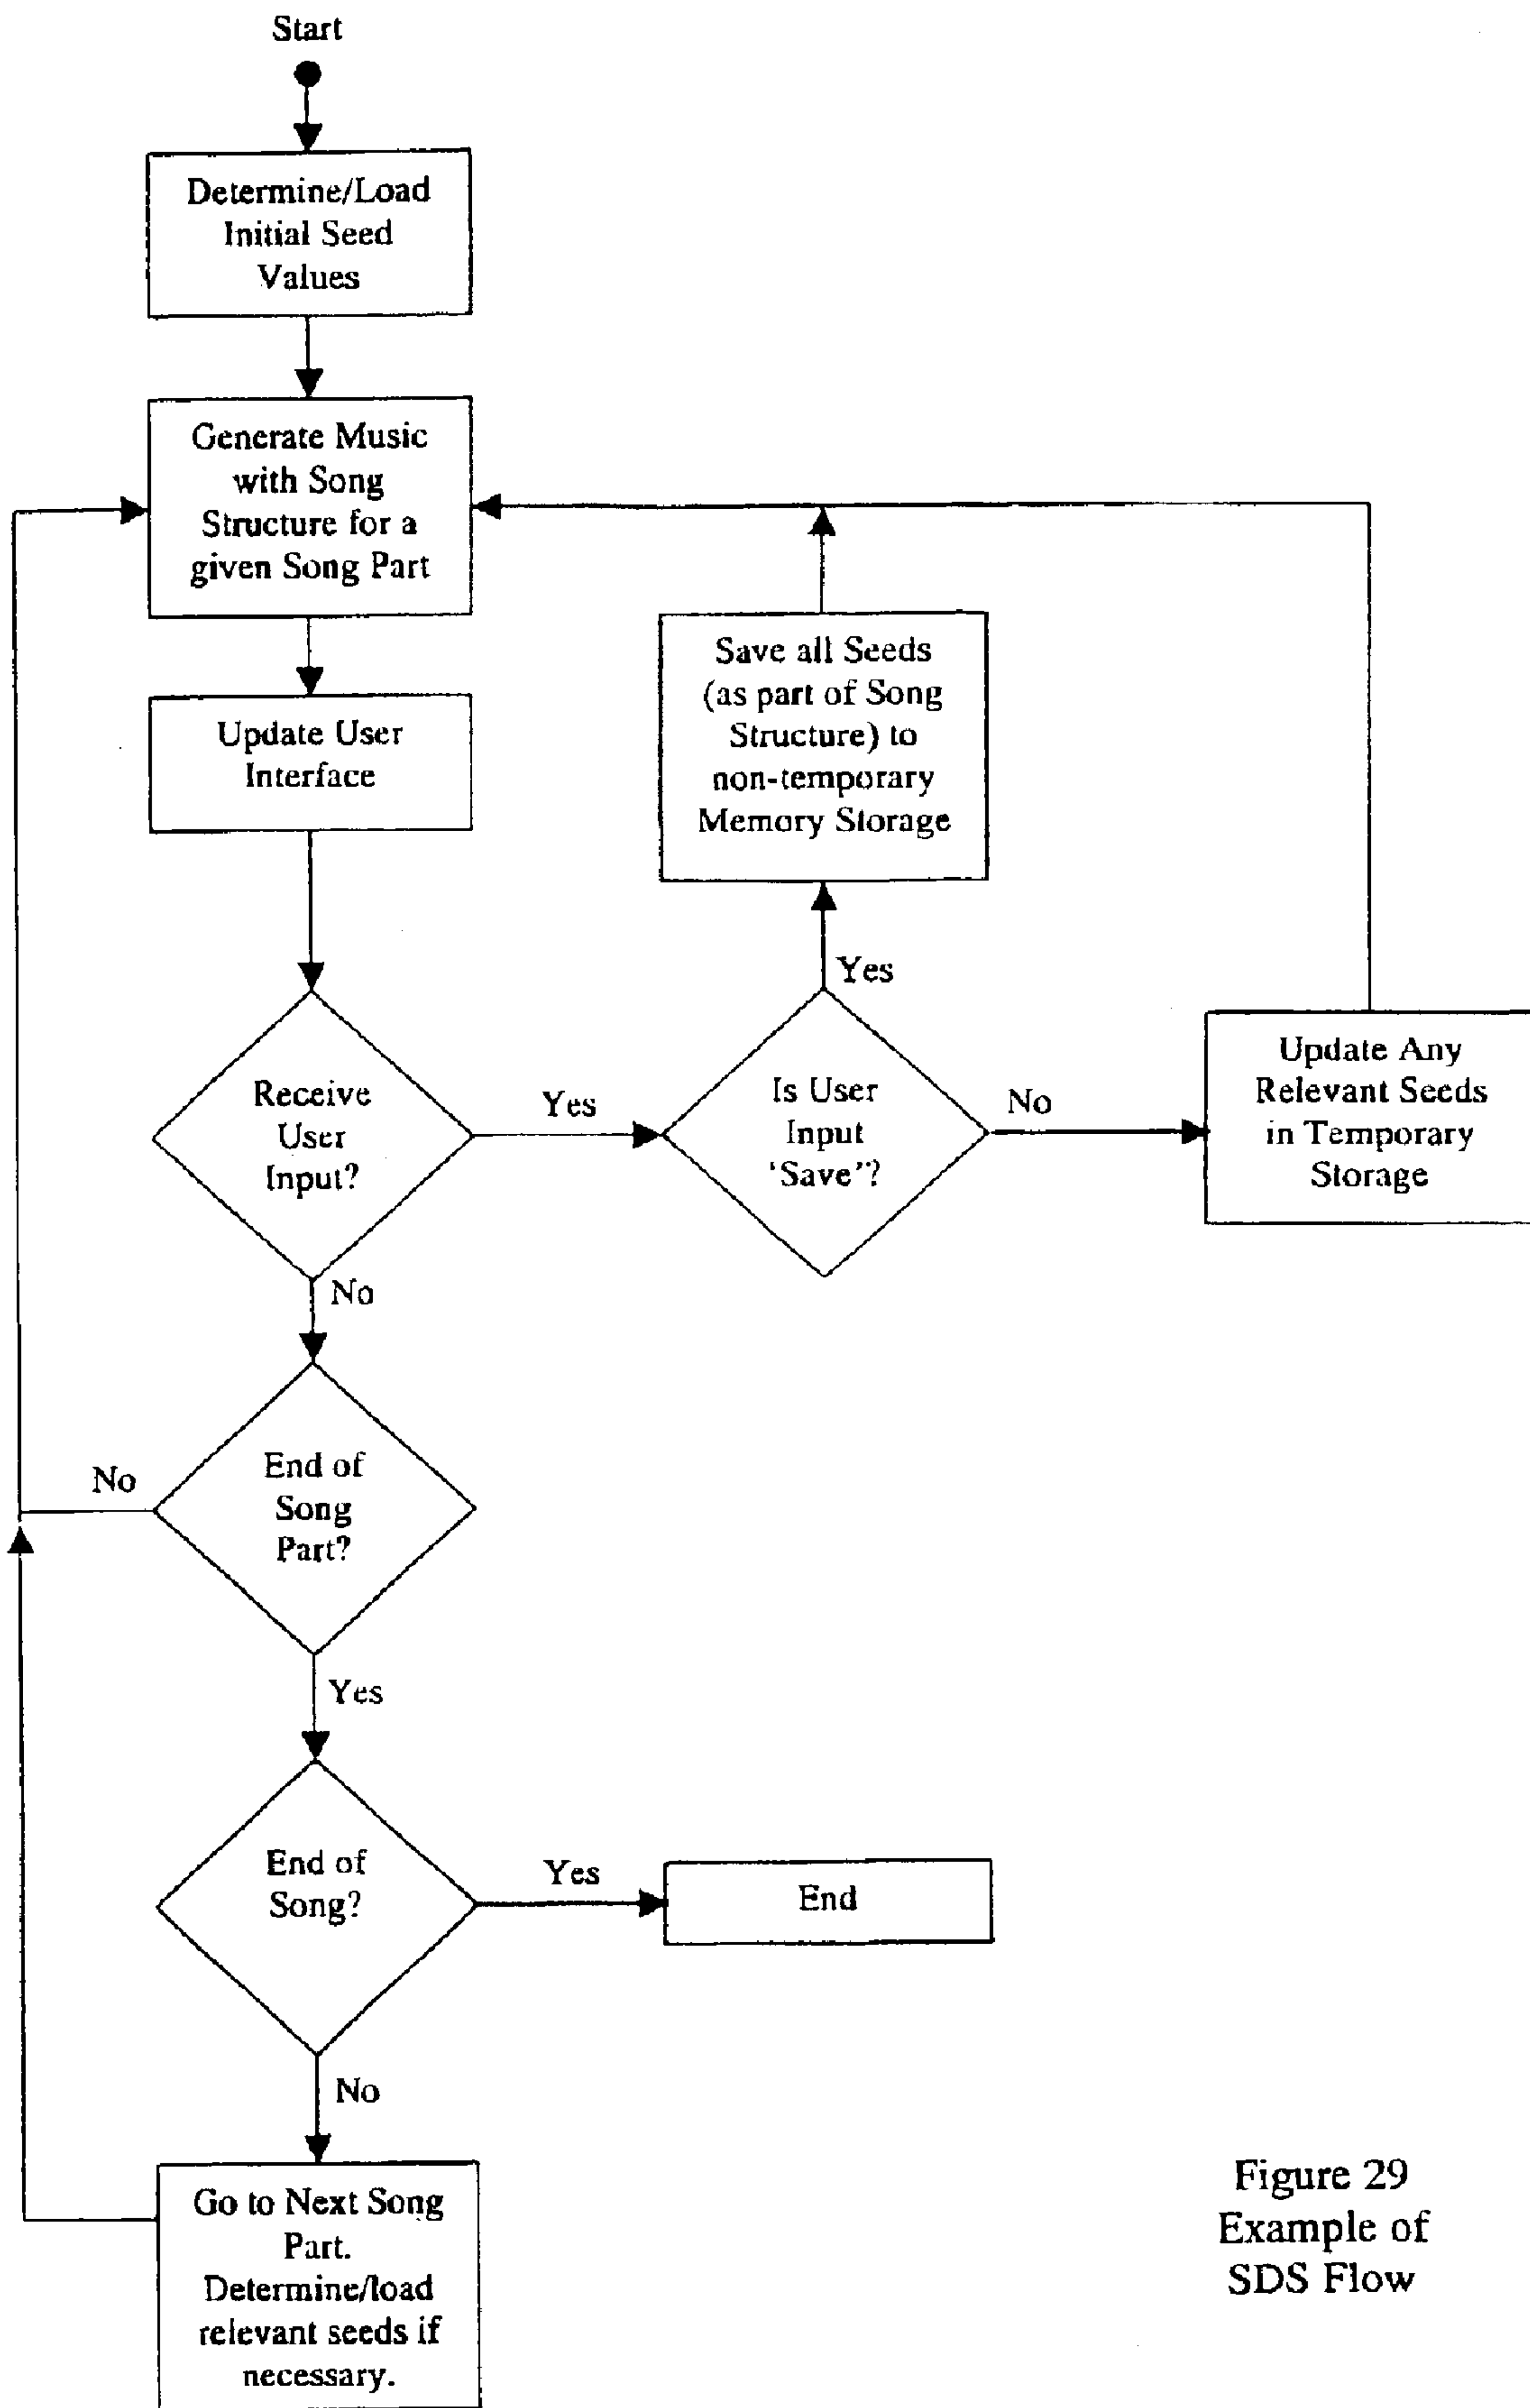 Start
Determine/Load
Initial Seed
Values
Generate Music
with Song
Structure for a
given Song Part
Update User
Interface
Save all Seeds
(as part of Song
Structure) to
non-temporary
Memory Storage
Yes
Receive
User
Input?
Yes
Is User
Input
'Save"?
No
Update Any
Relevant Seeds
in Temporary
Storage
No
End of
Song
Part?
No
Yes
End of
Song?
Yes
End
No
Go to Next Song
Part.
Determine/load
relevant seeds if
necessary.
Figure 29
Example of
SDS Flow